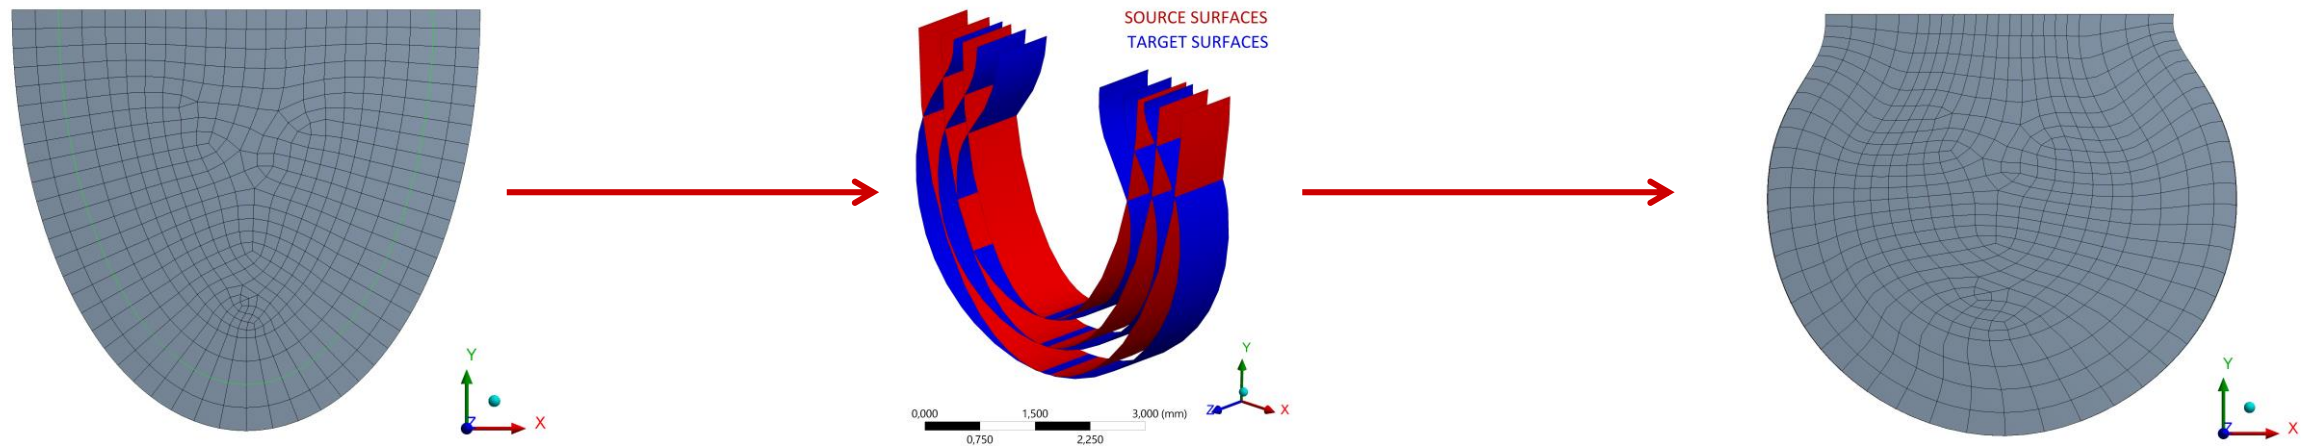 SOURCE SURFACES
TARGET SURFACES
Y
Z
X
Y
Z
X
0,000 1,500 3,000 (mm)
0,750 2,250
Y
Z
X